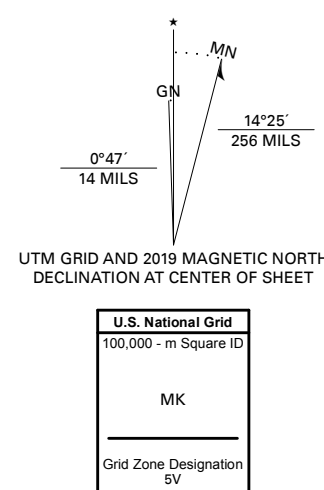 ★
MN
GN
14°25´
256 MILS
0°47´
14 MILS
UTM GRID AND 2019 MAGNETIC NORTH
DECLINATION AT CENTER OF SHEET
U.S. National Grid
100,000 - m Square ID
MK
Grid Zone Designation
5V